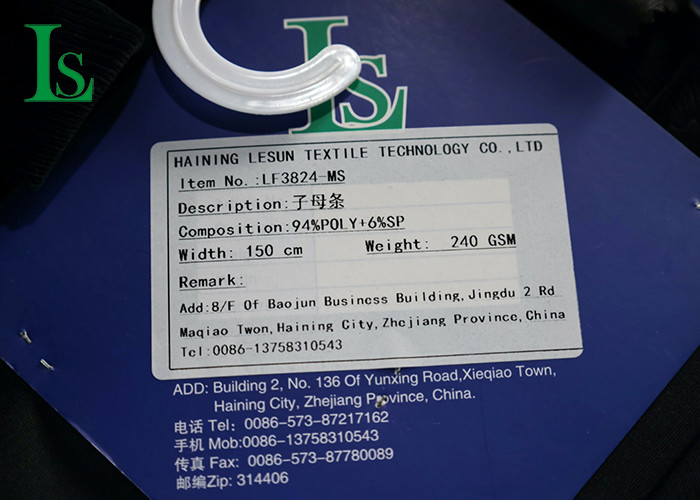 LS
LS
HAINING LESUN TEXTILE TECHNOLOGY CO.,LTD
Item No.:LF3824-MS
Description:子母条
Composition:94%POLY+6%SP
Width: 150 cm Weight: 240 GSM
Remark:
Add:8/F Of Baojun Business Building,Jingdu 2 Rd
Maqiao Twon,Haining City,Zhejiang Province,China
Tel:0086-13758310543
ADD: Building 2, No. 136 Of Yunxing Road,Xieqiao Town,
Haining City, Zhejiang Province, China.
电话 Tel: 0086-573-87217162
手机 Mob:0086-13758310543
传真 Fax: 0086-573-87780089
邮编Zip: 314406